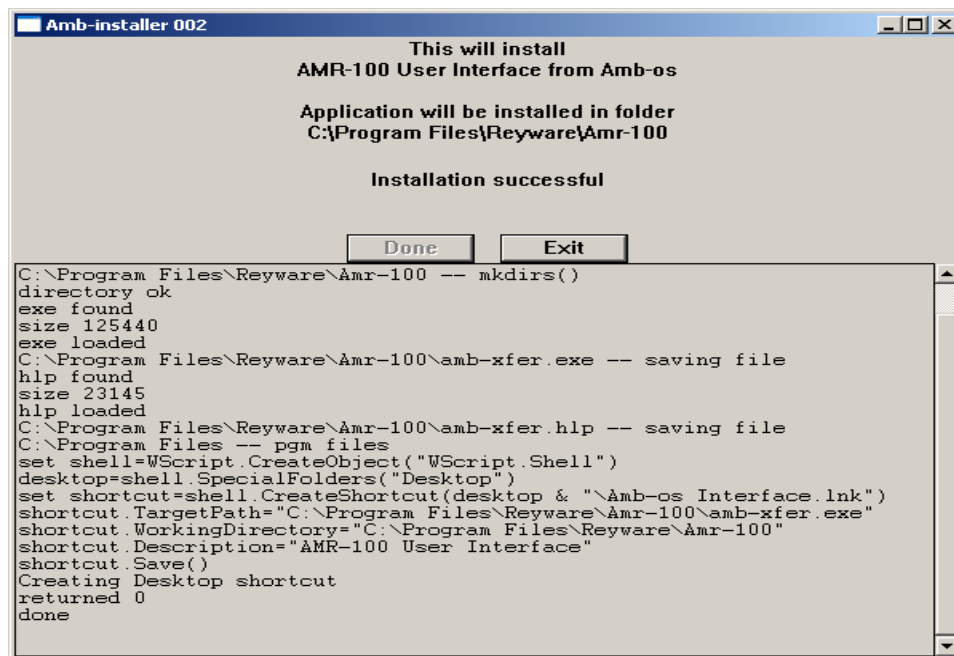 Amb-installer 002
This will install
AMR-100 User Interface from Amb-os
Application will be installed in folder
C:\Program Files\Reyware\Amr-100
Installation successful
Done Exit
C:\Program Files\Reyware\Amr-100 -- mkdirs()
directory ok
exe found
size 125440
exe loaded
C:\Program Files\Reyware\Amr-100\amb-xfer.exe -- saving file
hlp found
size 23145
hlp loaded
C:\Program Files\Reyware\Amr-100\amb-xfer.hlp -- saving file
C:\Program Files -- pgm files
set shell=WScript.CreateObject("WScript.Shell")
desktop=shell.SpecialFolders("Desktop")
set shortcut=shell.CreateShortcut(desktop & "\Amb-os Interface.lnk")
shortcut.TargetPath="C:\Program Files\Reyware\Amr-100\amb-xfer.exe"
shortcut.WorkingDirectory="C:\Program Files\Reyware\Amr-100"
shortcut.Description="AMR-100 User Interface"
shortcut.Save()
Creating Desktop shortcut
returned 0
done